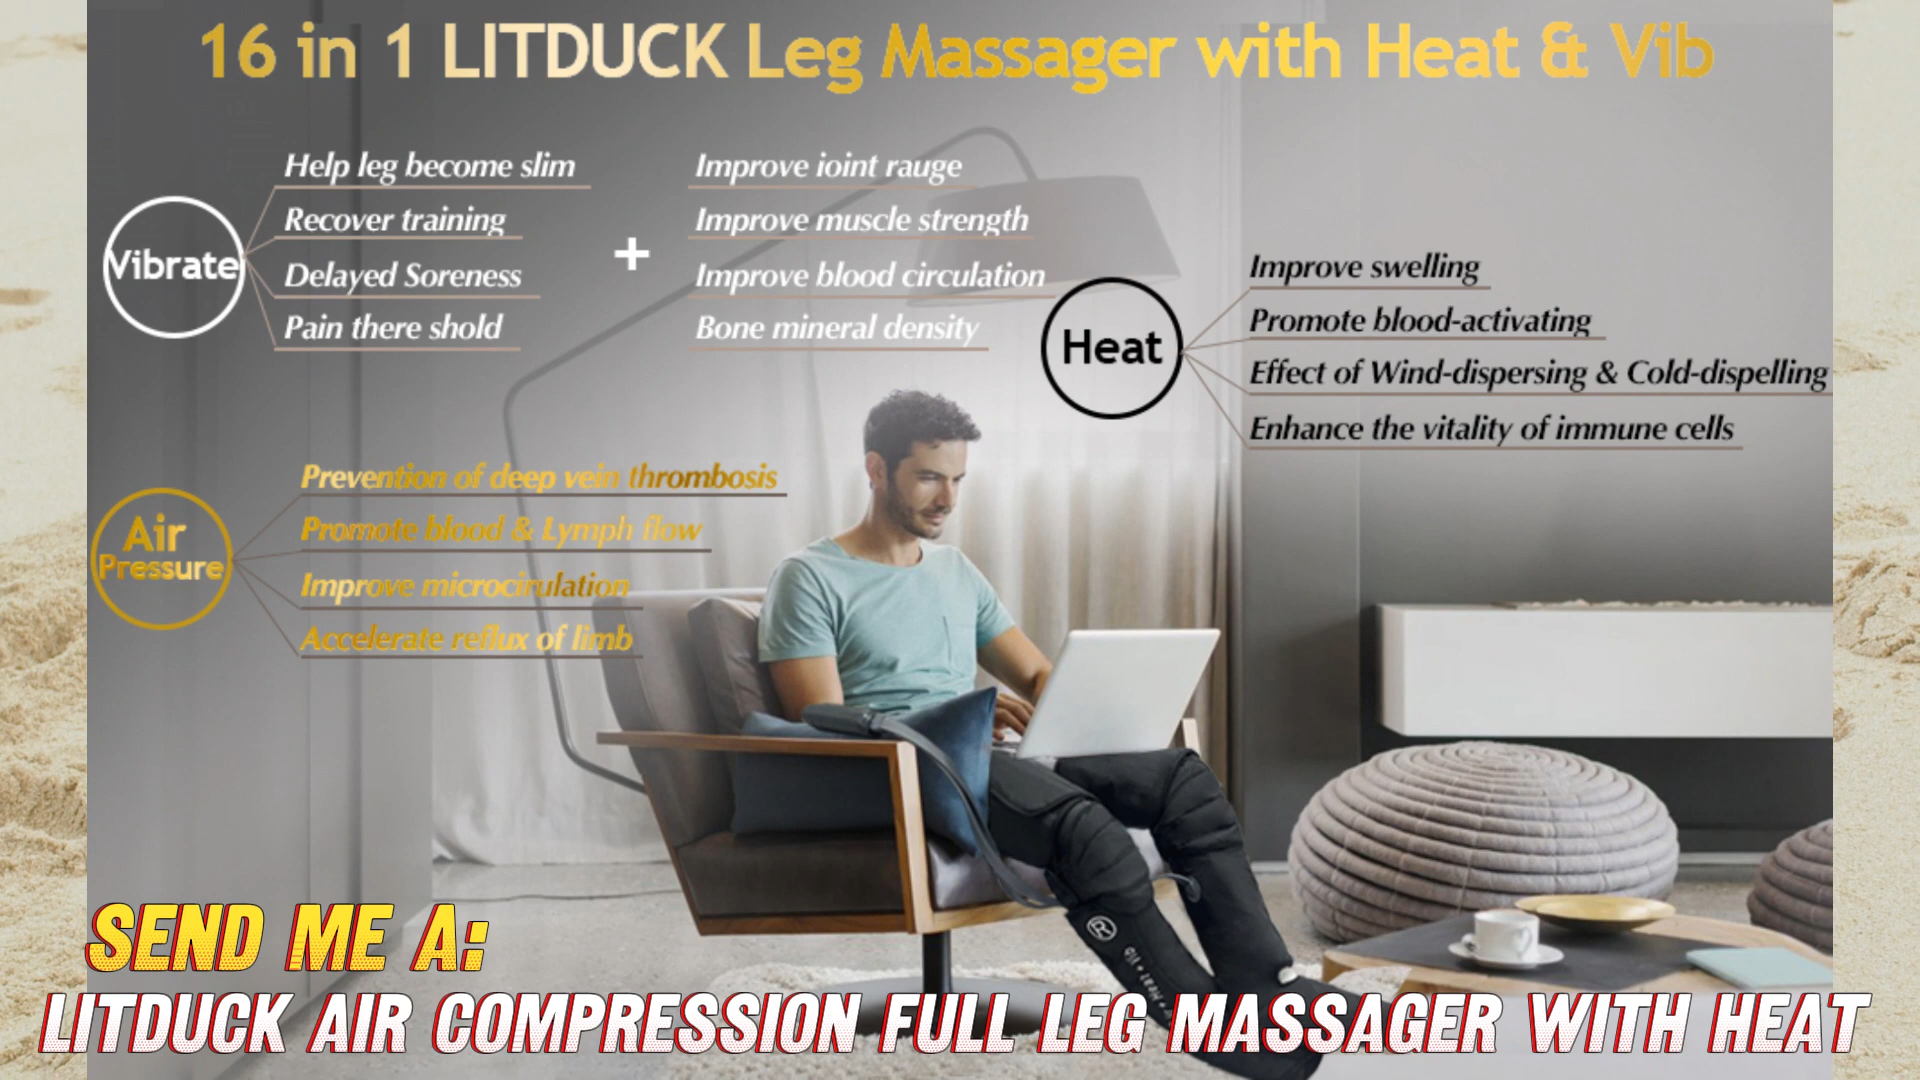 16 in 1 LITDUCK Leg Massager with Heat & Vib
Vibrate
Help leg become slim
Recover training
Delayed Soreness
Pain there shold
+
Improve ioint rauge
Improve muscle strength
Improve blood circulation
Bone mineral density
Heat
Improve swelling
Promote blood-activating
Effect of Wind-dispersing & Cold-dispelling
Enhance the vitality of immune cells
Air
Pressure
Prevention of deep vein thrombosis
Promote blood & Lymph flow
Improve microcirulation
Accelerate reflux of limb
R
SEND ME A:
LITDUCK AIR COMPRESSION FULL LEG MASSAGER WITH HEAT